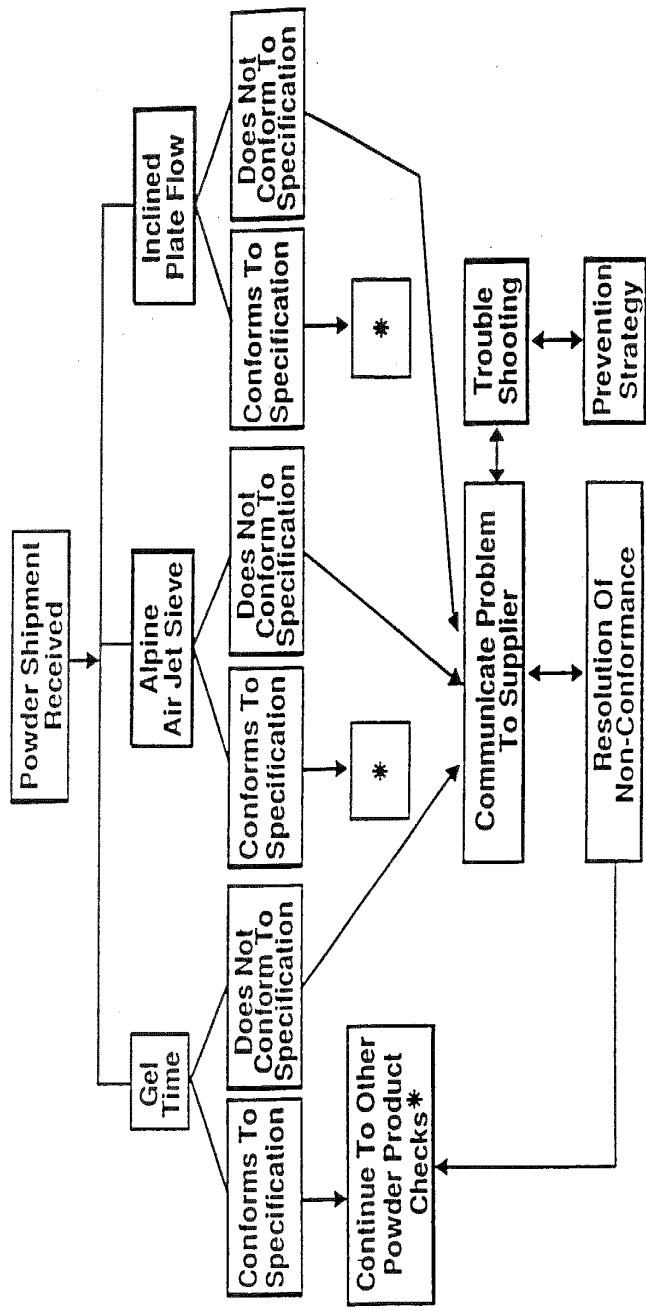 Powder Shipment
Received
Gel
Time
Alpine
Air Jet Sieve
Inclined
Plate Flow
Conforms To
Specification
Does Not
Conform To
Specification
Conforms To
Specification
Does Not
Conform To
Specification
Conforms To
Specification
Does Not
Conform To
Specification
Continue To Other
Powder Product
Checks*
*
*
Communicate Problem
To Supplier
Trouble
Shooting
Resolution Of
Non-Conformance
Prevention
Strategy